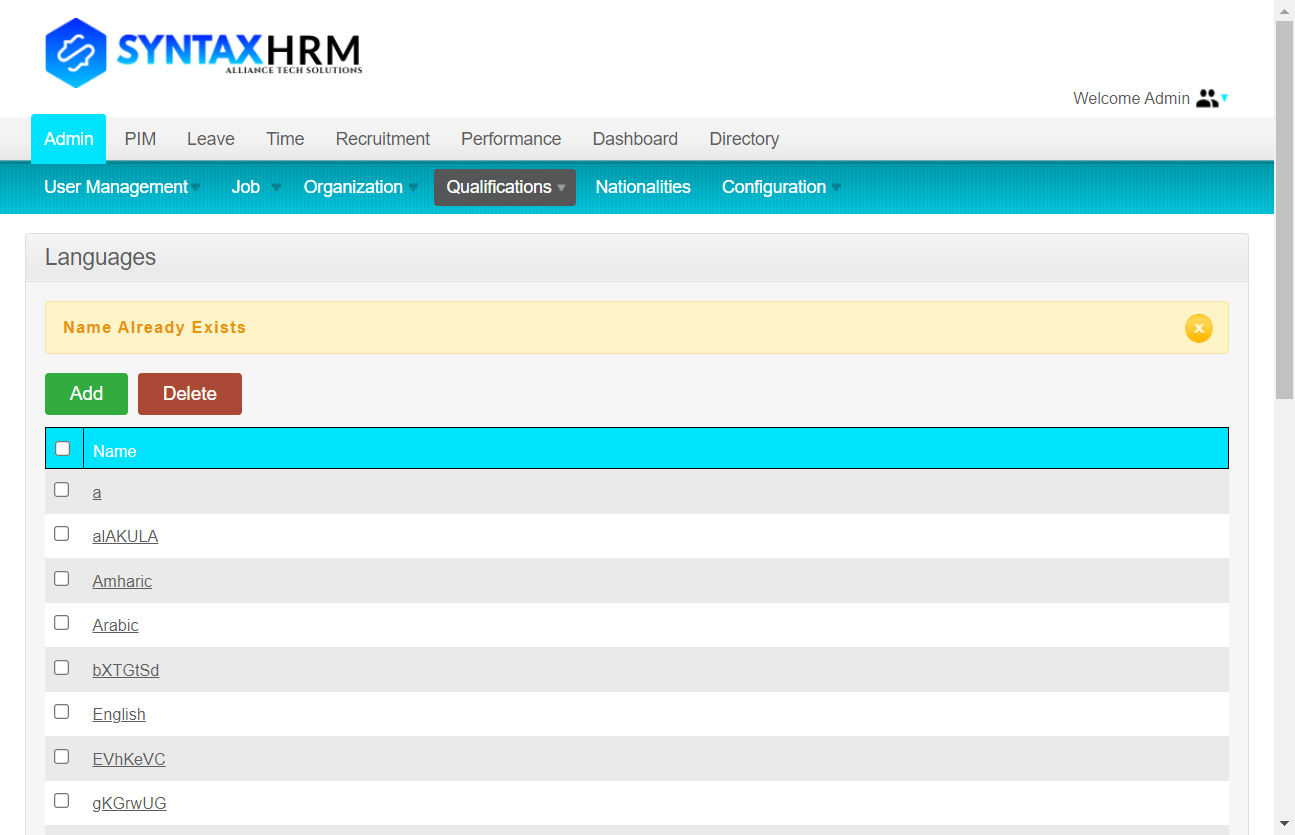 SYNTAXHRM
ALLIANCE TECH SOLUTIONS
Welcome Admin
Admin PIM Leave Time Recruitment Performance Dashboard Directory
User Management Job Organization Qualifications Nationalities Configuration
Languages
Name Already Exists
x
Add Delete
Name
a
alAKULA
Amharic
Arabic
bXTGtSd
English
EVhKeVC
gKGrwUG